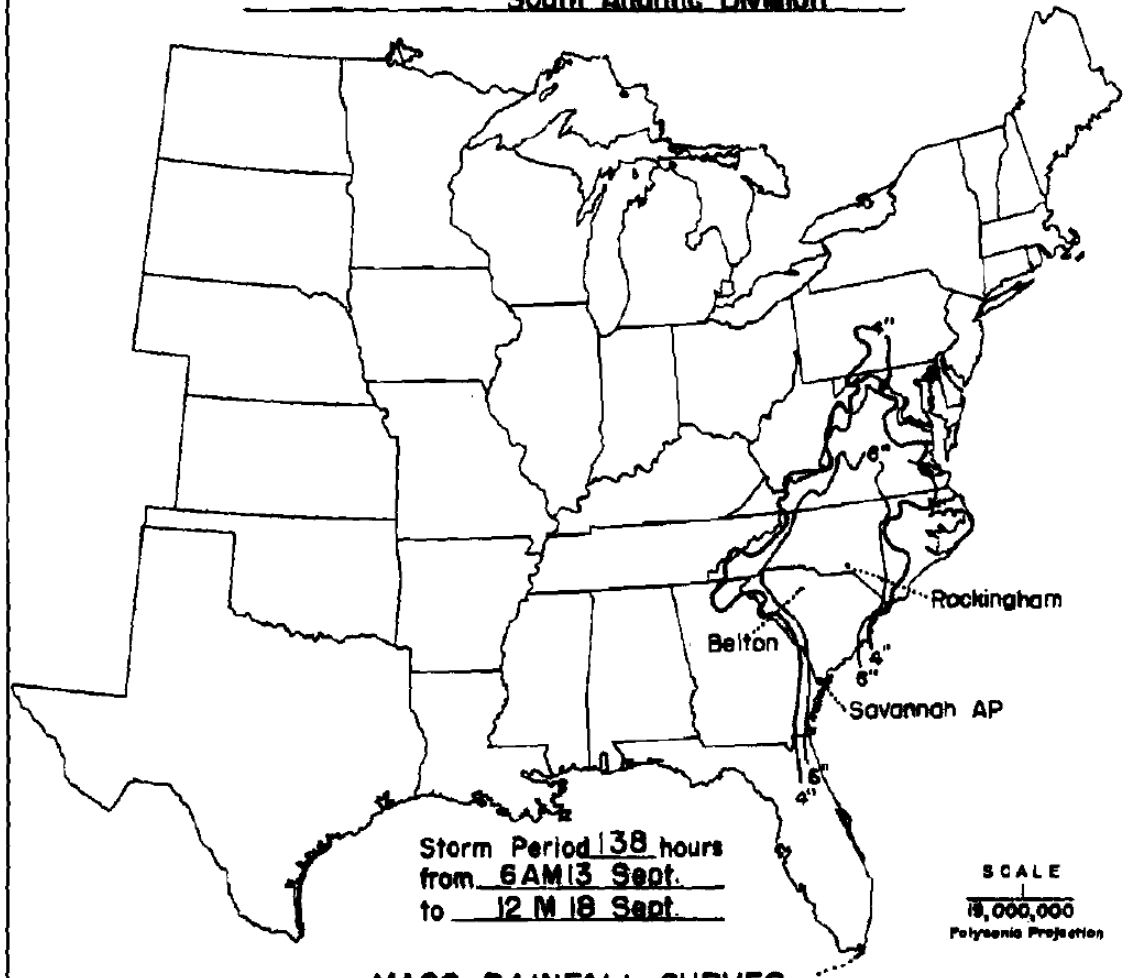 South Atlantic Division
4"
6"
Rockingham
Belton
4"
6"
Savannah AP
6"
4"
Storm Period 138 hours
from 6AM 13 Sept.
to 12 M 18 Sept.
SCALE
1
19,000,000
Polyconic Projection
MASS RAINFALL CURVES